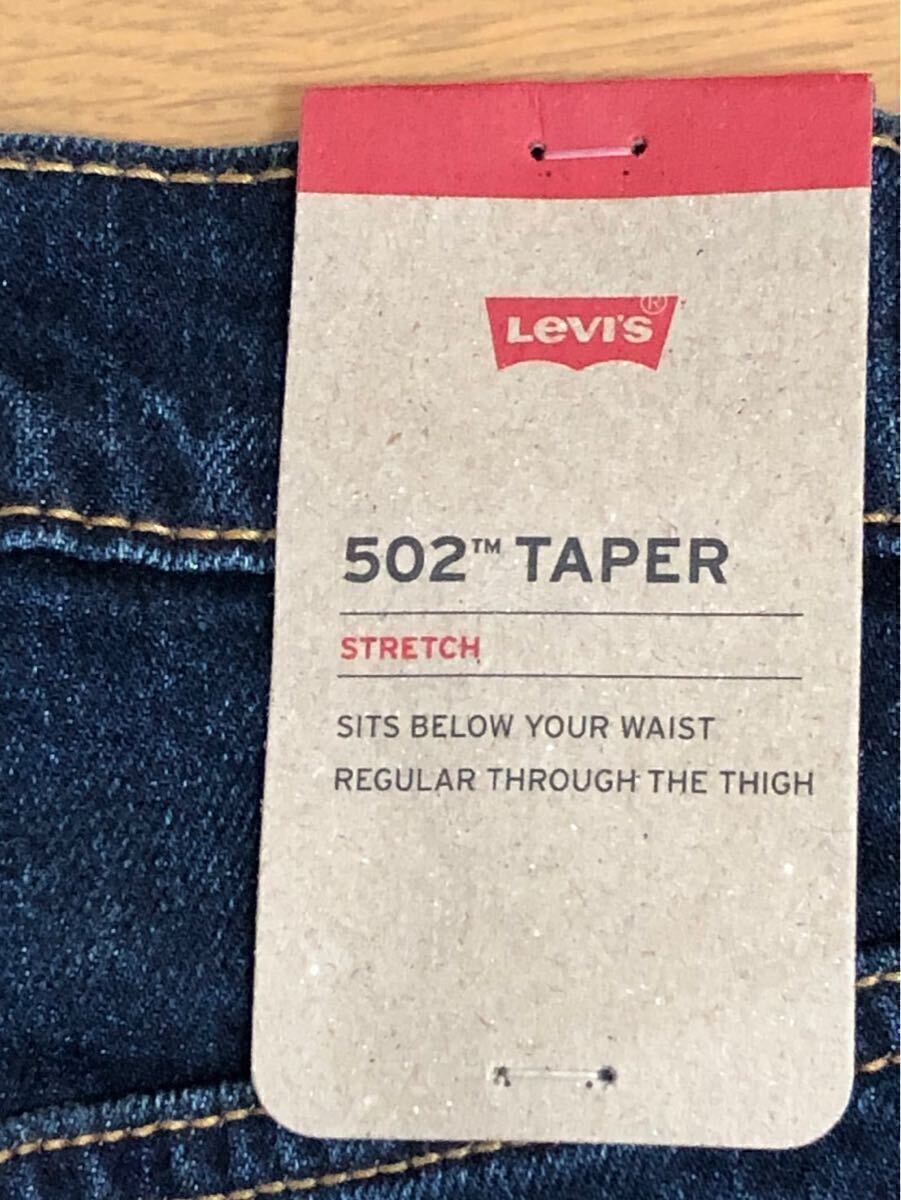 LEVI'S®
502™ TAPER
STRETCH
SITS BELOW YOUR WAIST
REGULAR THROUGH THE THIGH